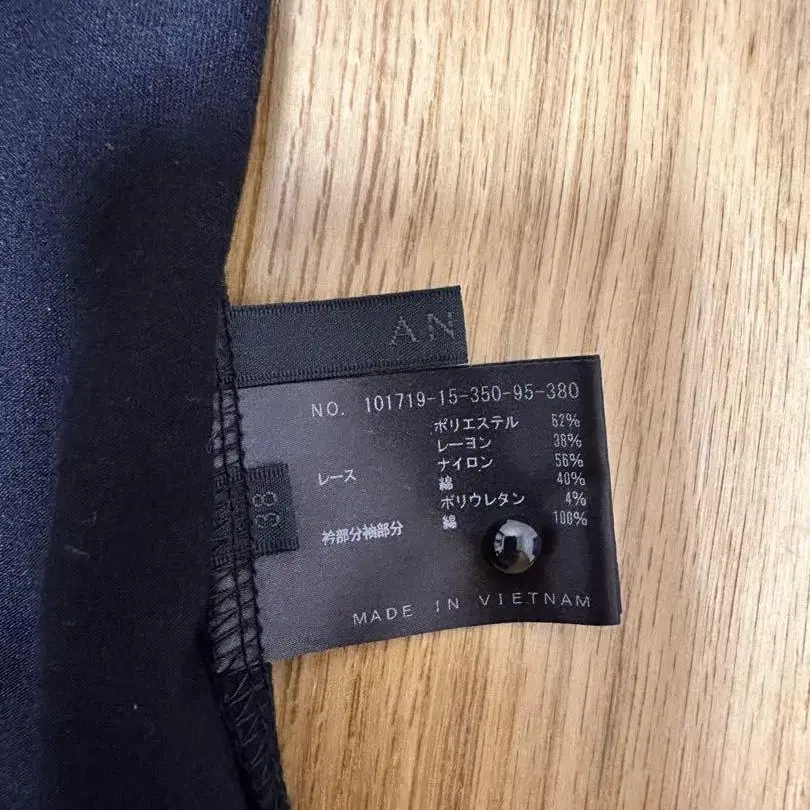 AN
NO. 101719-15-350-95-380
ポリエステル 62%
レーヨン 38%
レース ナイロン 56%
綿 40%
ポリウレタン 4%
衿部分袖部分 綿 100%
38
MADE IN VIETNAM